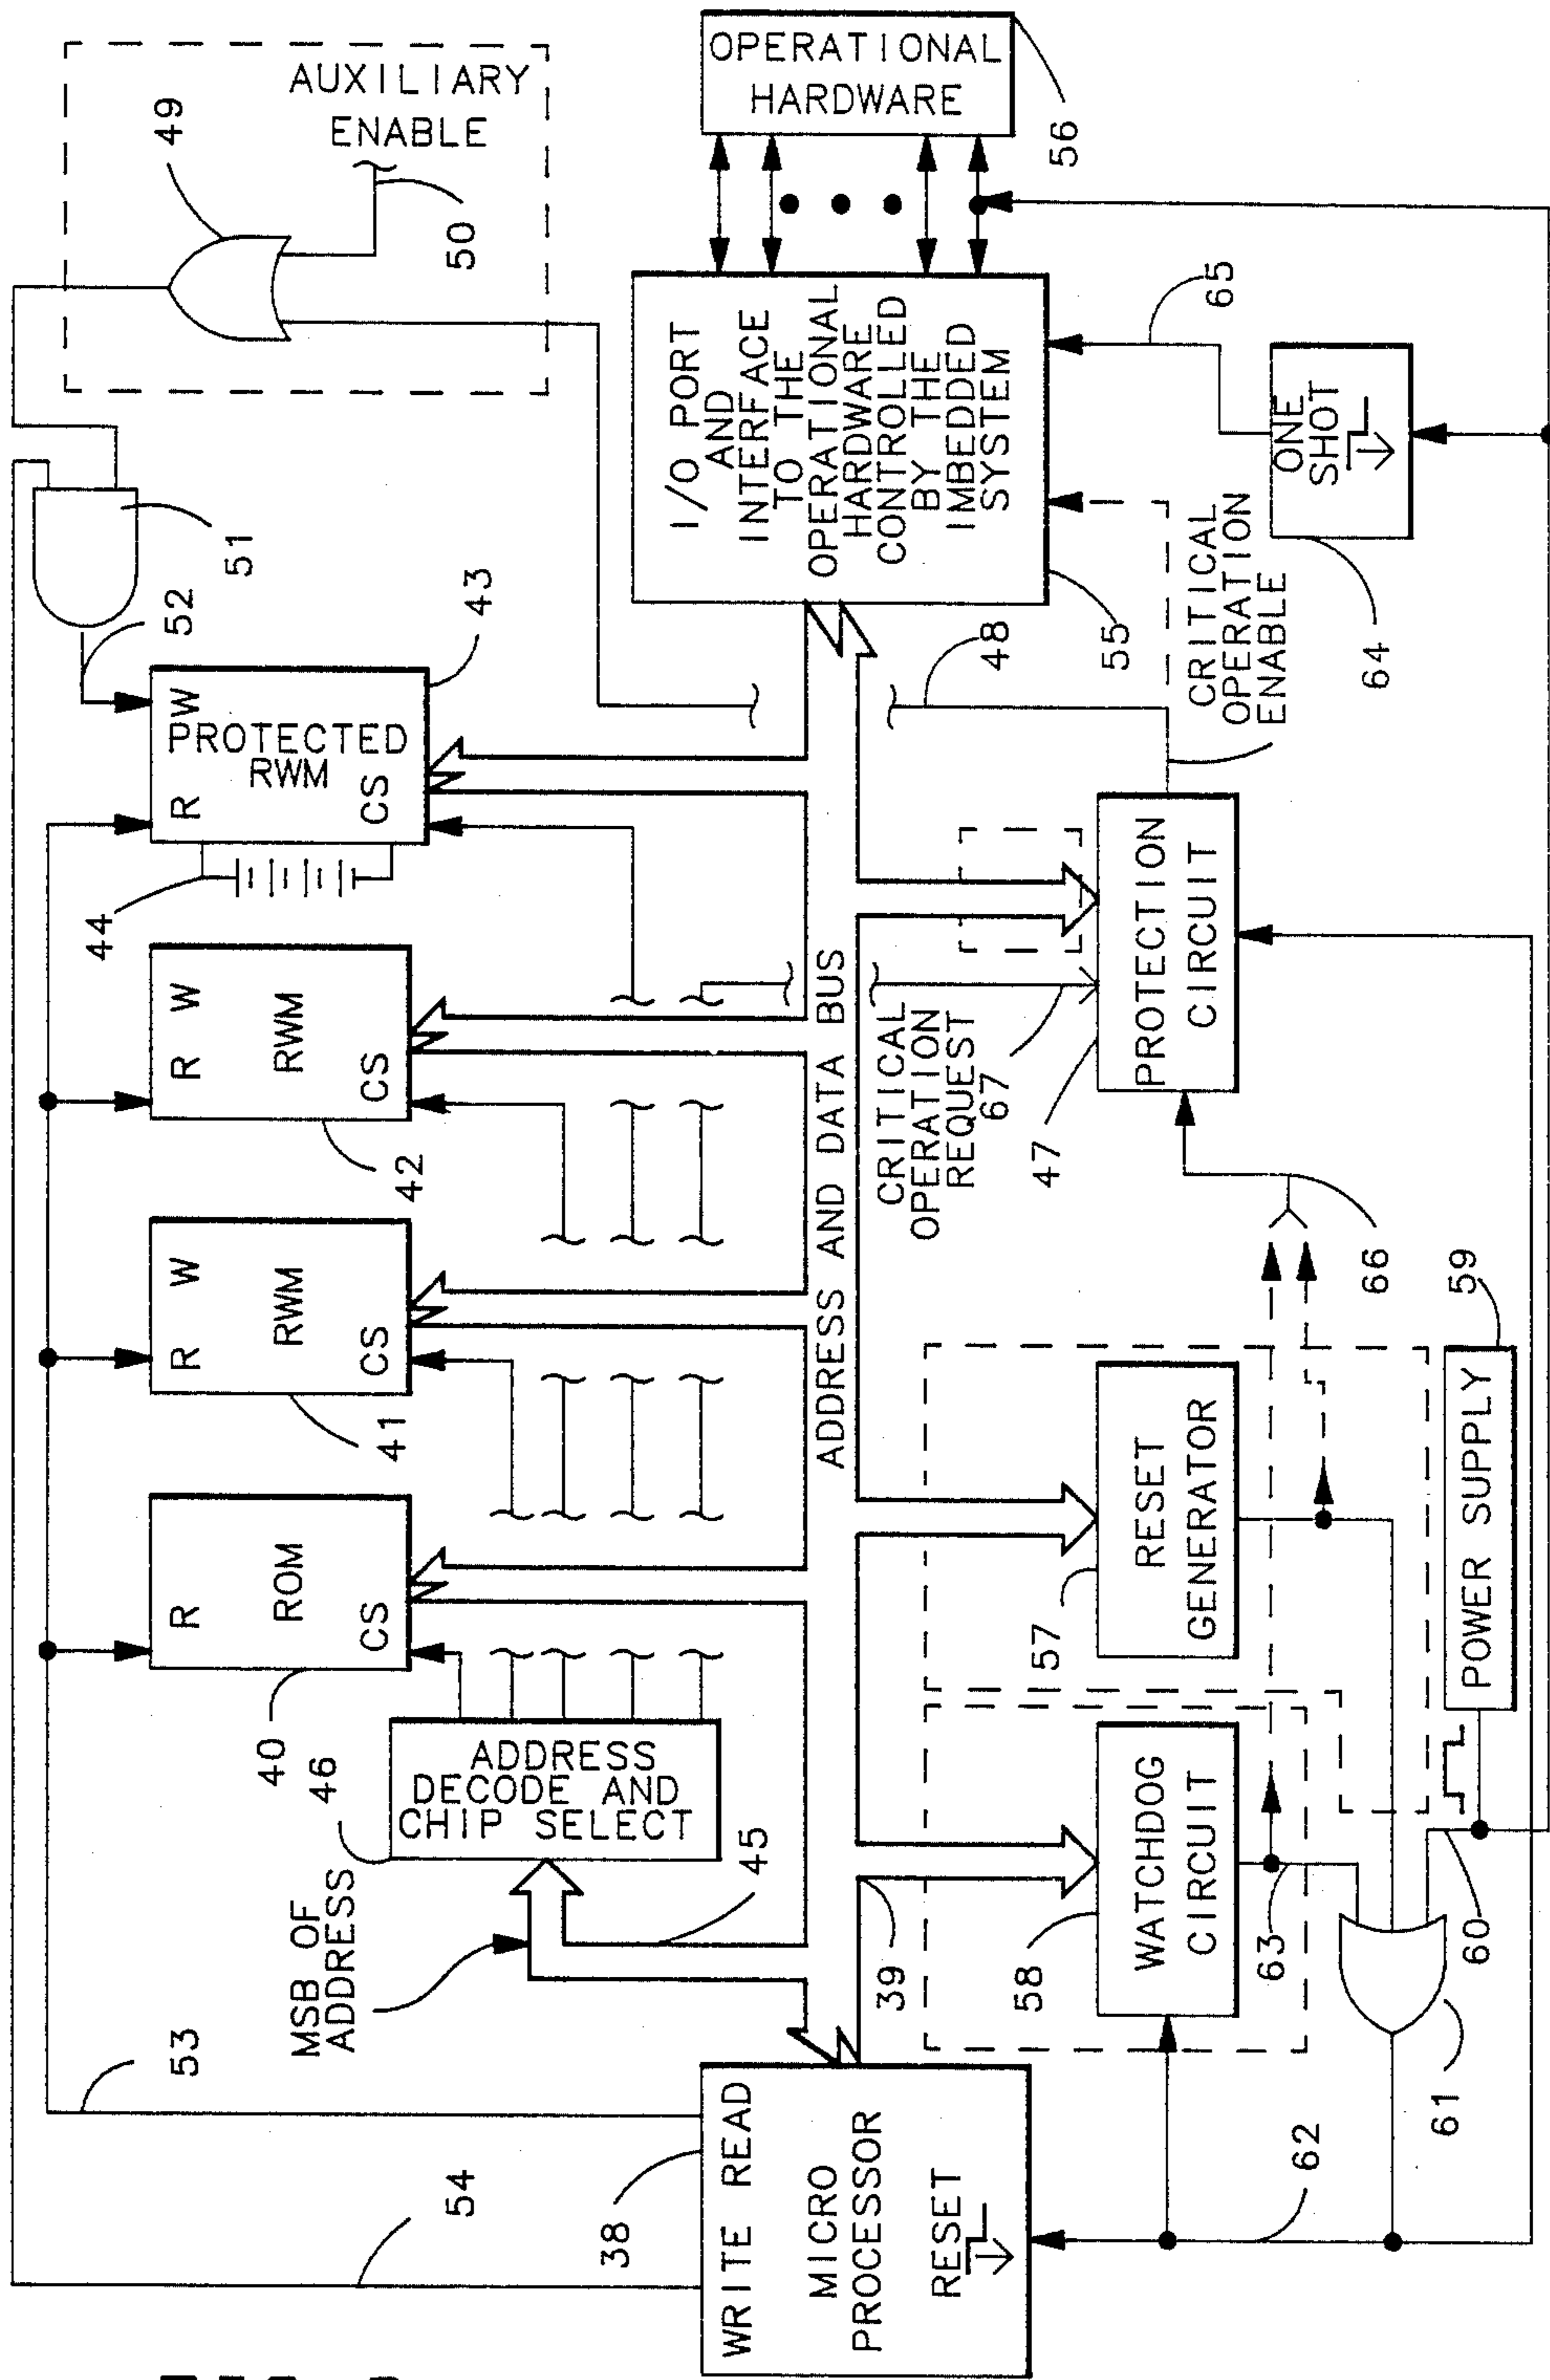 53
54
WRITE READ
38
MICRO
PROCESSOR
RESET
62
MSB OF
ADDRESS
45
46
ADDRESS
DECODE AND
CHIP SELECT
R
ROM
CS
40
R W
RWM
CS
41
R W
RWM
CS
42
R W
PROTECTED
RWM
CS
43
44
52
51
49
AUXILIARY
ENABLE
50
39
ADDRESS AND DATA BUS
WATCHDOG
CIRCUIT
58
63
61
60
RESET
GENERATOR
57
POWER SUPPLY
59
66
CRITICAL
OPERATION
REQUEST
67
47
PROTECTION
CIRCUIT
48
CRITICAL
OPERATION
ENABLE
I/O PORT
AND
INTERFACE
TO THE
OPERATIONAL
HARDWARE
CONTROLLED
BY THE
IMBEDDED
SYSTEM
55
OPERATIONAL
HARDWARE
56
65
ONE
SHOT
64